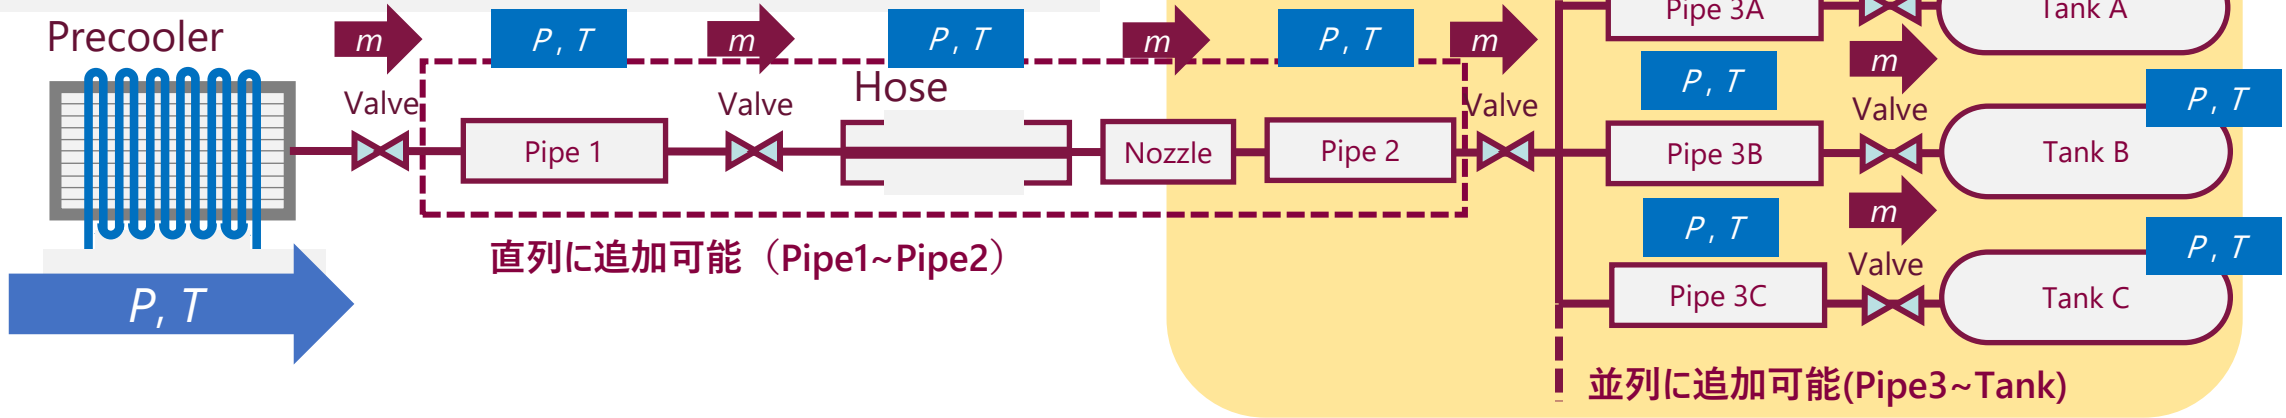 Pipe 3A
Tank A
Precooler
m
P, T
m
P, T
m
P, T
m
m
P, T
P, T
Valve
Valve
Hose
Valve
Valve
Pipe 1
Nozzle
Pipe 2
Pipe 3B
Tank B
m
P, T
P, T
直列に追加可能（Pipe1~Pipe2）
Valve
P, T
Pipe 3C
Tank C
並列に追加可能(Pipe3~Tank)